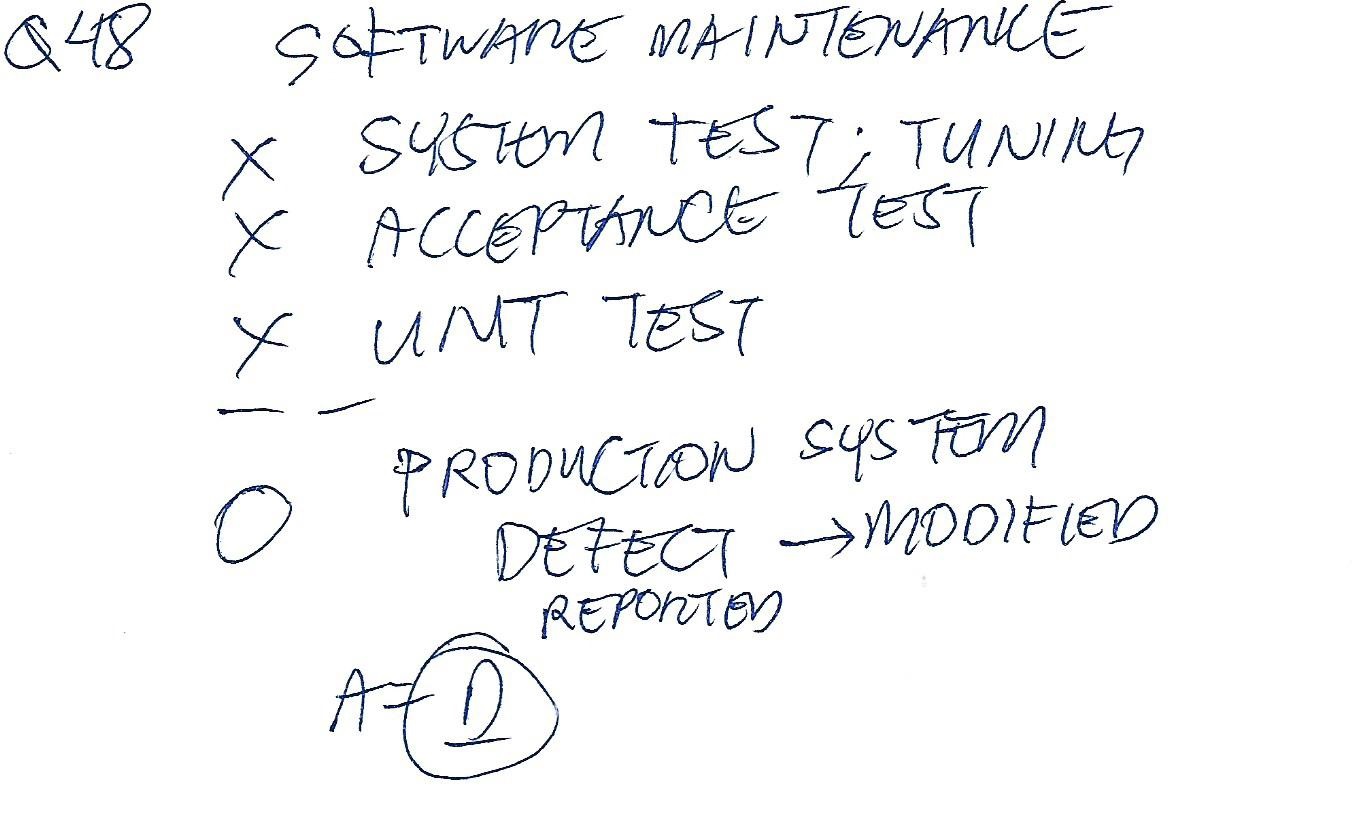 Q48 SOFTWARE MAINTENANCE
X SYSTEM TEST; TUNING
X ACCEPTANCE TEST
X UNIT TEST
— —
PRODUCTION SYSTEM
O DEFECT → MODIFIED
REPORTED
A = D